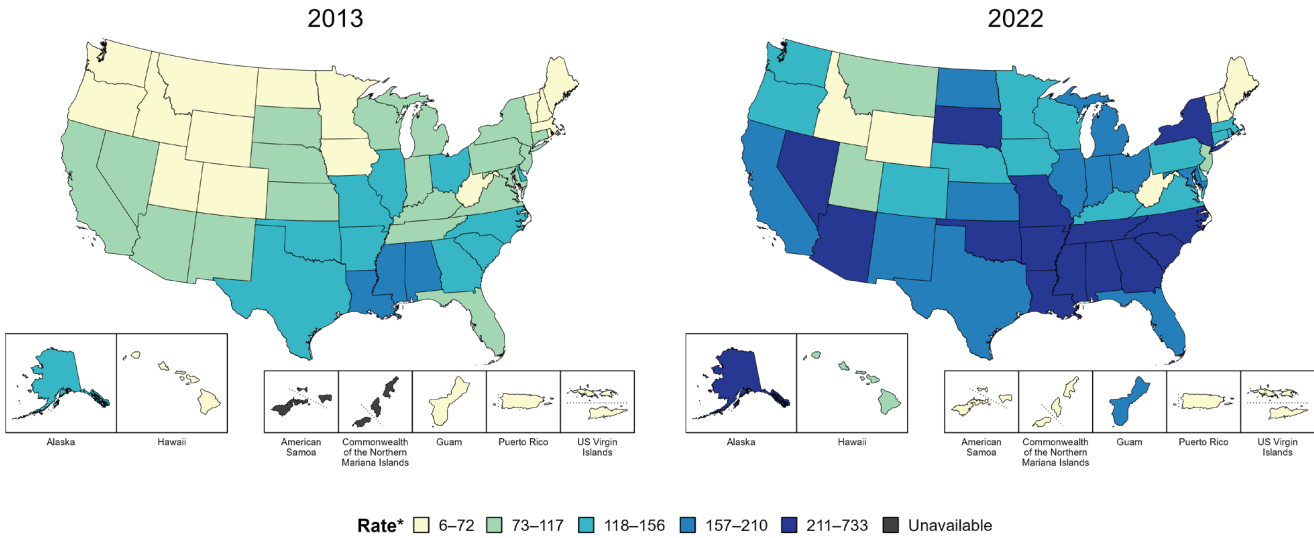 2013
2022
Alaska
Hawaii
American
Samoa
Commonwealth
of the Northern
Mariana Islands
Guam
Puerto Rico
US Virgin
Islands
Alaska
Hawaii
American
Samoa
Commonwealth
of the Northern
Mariana Islands
Guam
Puerto Rico
US Virgin
Islands
Rate* 6–72 73–117 118–156 157–210 211–733 Unavailable